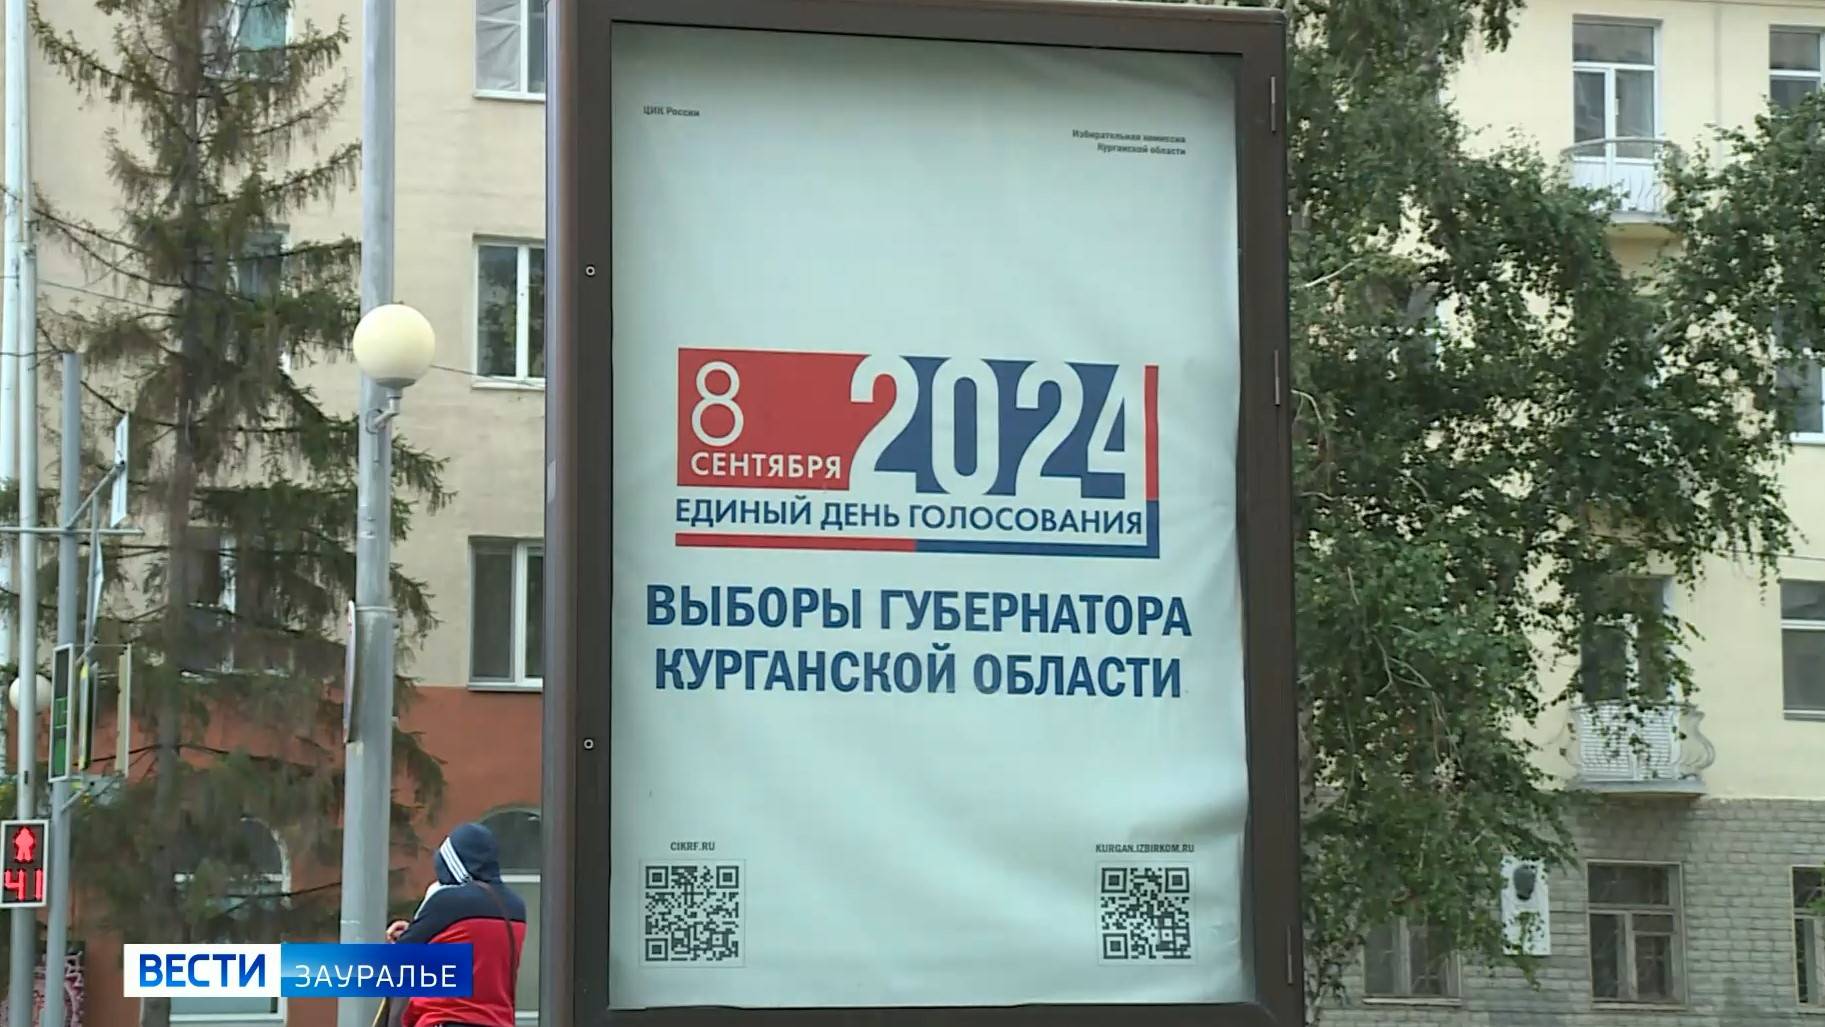 ЦИК России
Избирательная комиссия
Курганской области
8
СЕНТЯБРЯ
2024
ЕДИНЫЙ ДЕНЬ ГОЛОСОВАНИЯ
ВЫБОРЫ ГУБЕРНАТОРА
КУРГАНСКОЙ ОБЛАСТИ
CIKRF.RU
KURGAN.IZBIRKOM.RU
41
ВЕСТИ ЗАУРАЛЬЕ